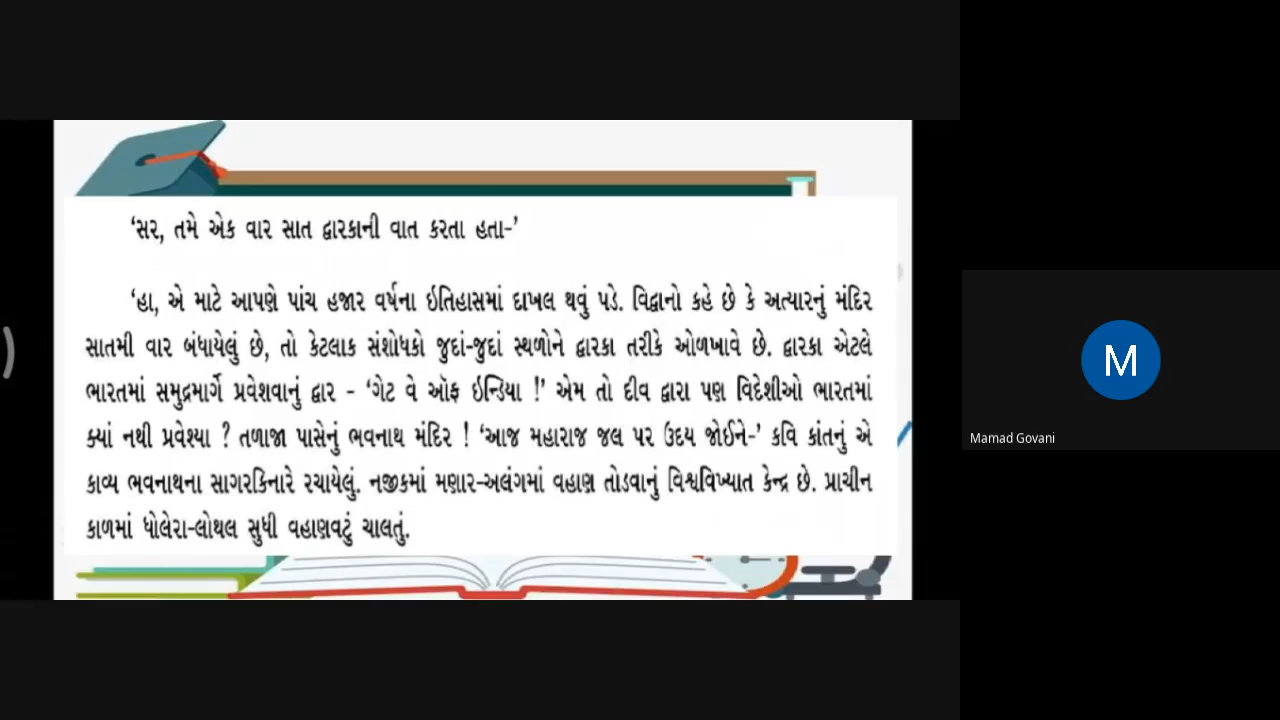 ‘સર, તમે એક વાર સાત દ્વારકાની વાત કરતા હતા-’
‘હા, એ માટે આપણે પાંચ હજાર વર્ષના ઇતિહાસમાં દાખલ થવું પડે. વિદ્વાનો કહે છે કે અત્યારનું મંદિર
સાતમી વાર બંધાયેલું છે, તો કેટલાક સંશોધકો જુદાં-જુદાં સ્થળોને દ્વારકા તરીકે ઓળખાવે છે. દ્વારકા એટલે
ભારતમાં સમુદ્રમાર્ગે પ્રવેશવાનું દ્વાર - ‘ગેટ વે ઑફ ઇન્ડિયા !’ એમ તો દીવ દ્વારા પણ વિદેશીઓ ભારતમાં
ક્યાં નથી પ્રવેશ્યા ? તળાજા પાસેનું ભવનાથ મંદિર ! ‘આજ મહારાજ જલ પર ઉદય જોઈને-’ કવિ કાંતનું એ
કાવ્ય ભવનાથના સાગરકિનારે રચાયેલું. નજીકમાં મણાર-અલંગમાં વહાણ તોડવાનું વિશ્વવિખ્યાત કેન્દ્ર છે. પ્રાચીન
કાળમાં ધોલેરા-લોથલ સુધી વહાણવટું ચાલતું.
M
Mamad Govani